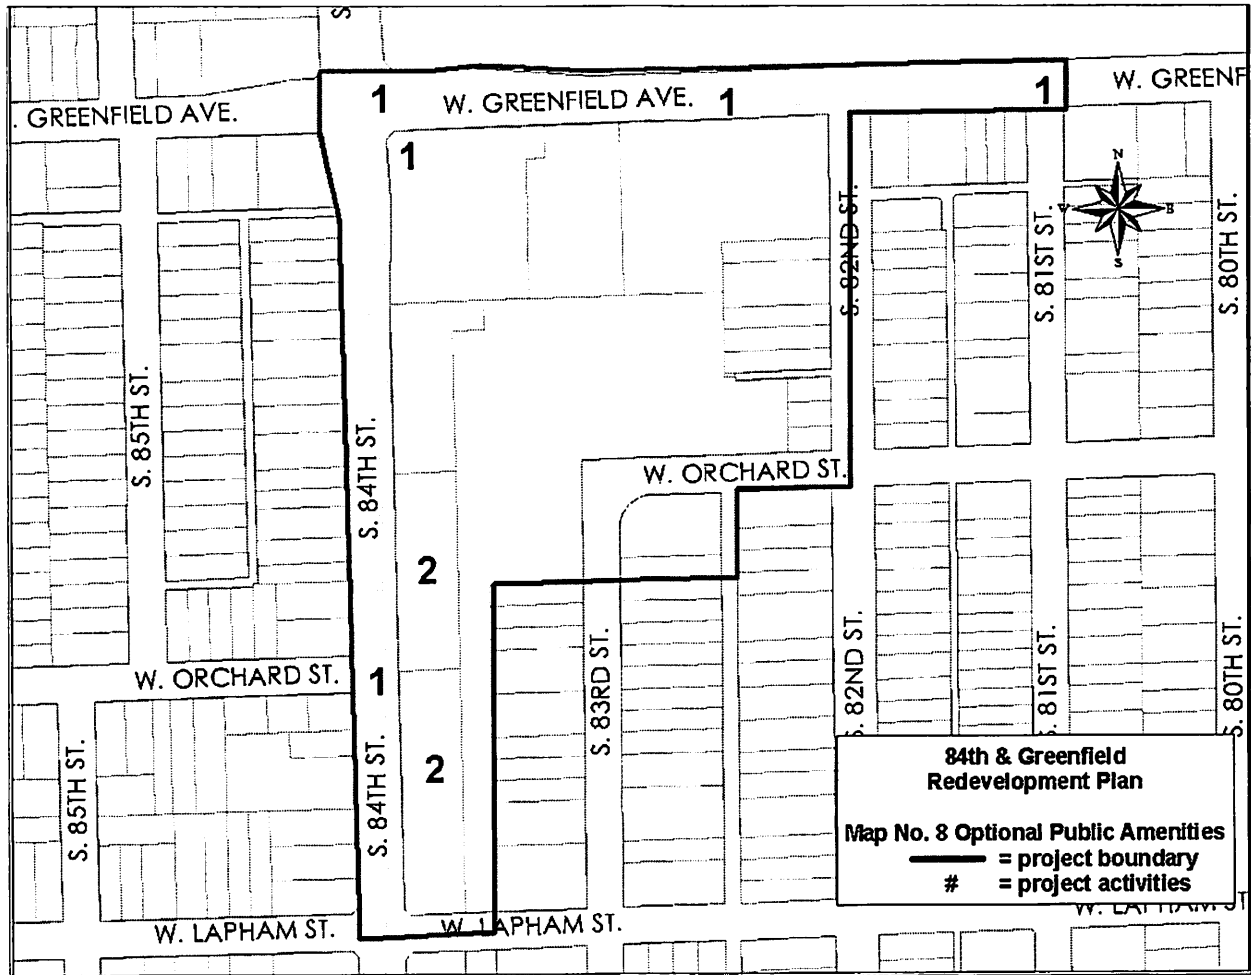 S
. GREENFIELD AVE.
1
W. GREENFIELD AVE.
1
1
W. GREENF
1
N
W
E
S
S. 85TH ST.
S. 84TH ST.
S. 82ND ST.
S. 81ST ST.
S. 80TH ST.
W. ORCHARD ST.
2
W. ORCHARD ST.
1
S. 83RD ST.
S. 82ND ST.
S. 81ST ST.
S. 80TH ST.
S. 85TH ST.
S. 84TH ST.
2
84th & Greenfield
Redevelopment Plan
Map No. 8 Optional Public Amenities
= project boundary
# = project activities
W. LAPHAM ST.
W. LAPHAM ST.
W. LAPHAM ST